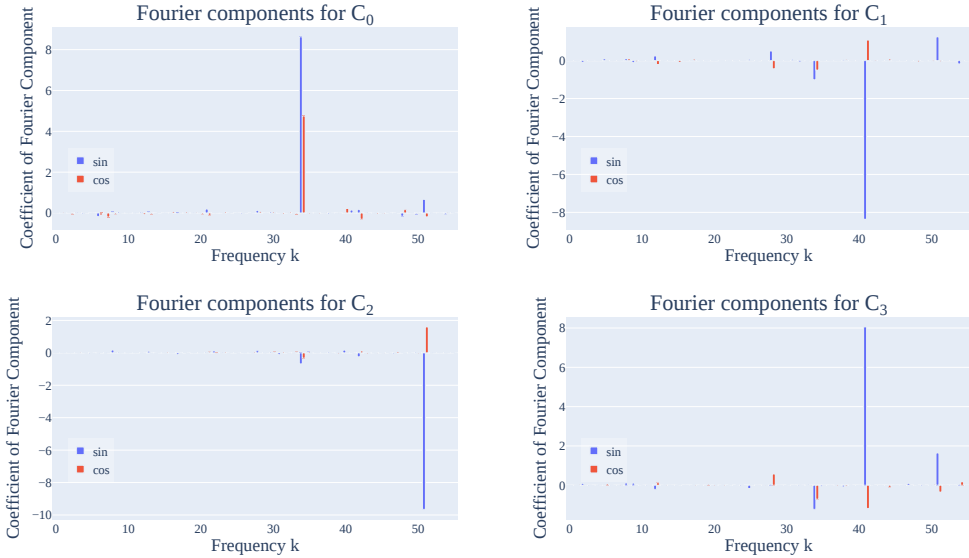 Fourier components for C0
Coefficient of Fourier Component
8
6
4
2
0
sin
cos
0 10 20 30 40 50
Frequency k
Fourier components for C1
Coefficient of Fourier Component
0
−2
−4
−6
−8
sin
cos
0 10 20 30 40 50
Frequency k
Fourier components for C2
Coefficient of Fourier Component
2
0
−2
−4
−6
−8
−10
sin
cos
0 10 20 30 40 50
Frequency k
Fourier components for C3
Coefficient of Fourier Component
8
6
4
2
0
sin
cos
0 10 20 30 40 50
Frequency k